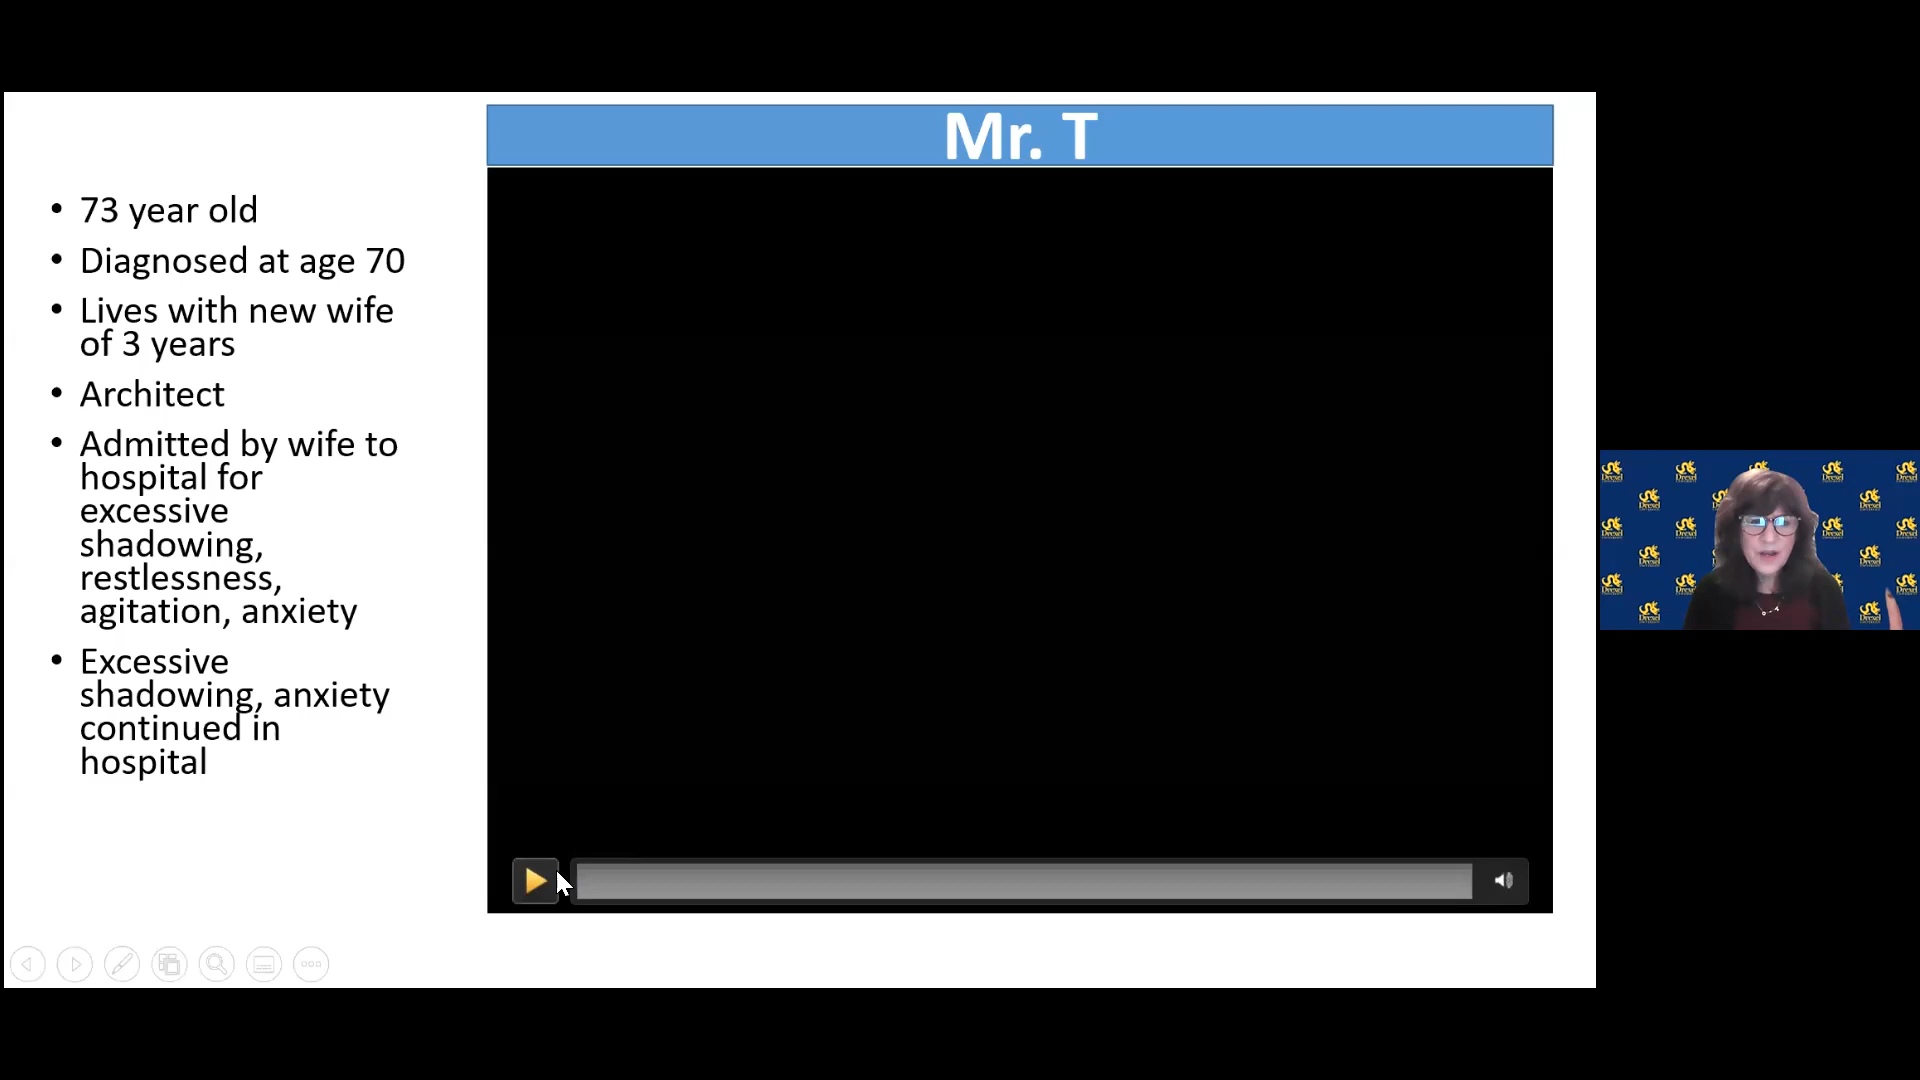 Mr. T
• 73 year old
• Diagnosed at age 70
• Lives with new wife
of 3 years
• Architect
• Admitted by wife to
hospital for
excessive
shadowing,
restlessness,
agitation, anxiety
• Excessive
shadowing, anxiety
continued in
hospital
Drexel